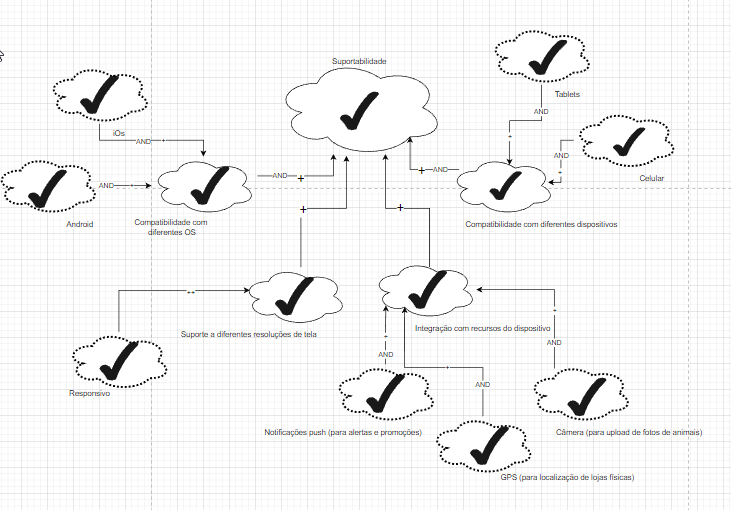 Suportabilidade
Tablets
iOs
AND
+
AND
+
Celular
AND
+
AND
+
Android
AND
+
AND
+
Compatibilidade com
diferentes OS
Compatibilidade com diferentes dispositivos
+
+
++
Suporte a diferentes resoluções de tela
Integração com recursos do dispositivo
+
AND
+
AND
Responsivo
+
AND
Notificações push (para alertas e promoções)
Câmera (para upload de fotos de animais)
GPS (para localização de lojas físicas)